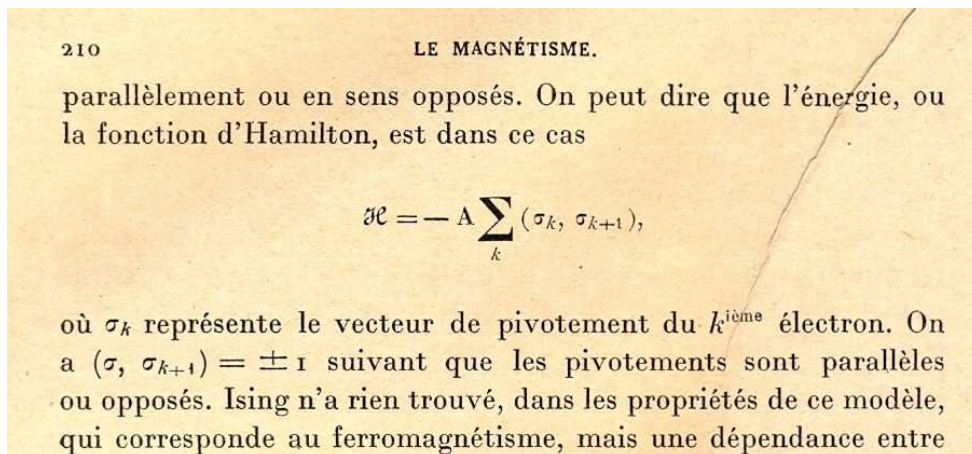 210 LE MAGNÉTISME.
parallèlement ou en sens opposés. On peut dire que l'énergie, ou
la fonction d'Hamilton, est dans ce cas
ℋ = — A ∑ₖ (σₖ, σₖ₊₁),
où σₖ représente le vecteur de pivotement du kⁱᵉᵐᵉ électron. On
a (σ, σₖ₊₁) = ± 1 suivant que les pivotements sont parallèles
ou opposés. Ising n'a rien trouvé, dans les propriétés de ce modèle,
qui corresponde au ferromagnétisme, mais une dépendance entre